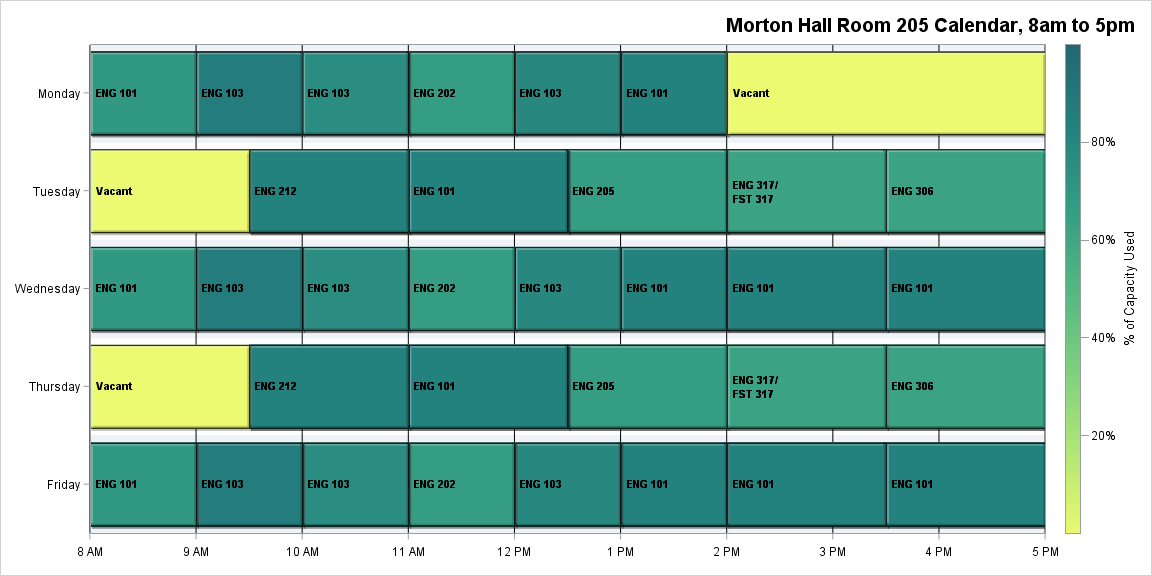 Morton Hall Room 205 Calendar, 8am to 5pm
Monday
ENG 101
ENG 103
ENG 103
ENG 202
ENG 103
ENG 101
Vacant
Tuesday
Vacant
ENG 212
ENG 101
ENG 205
ENG 317/
FST 317
ENG 306
Wednesday
ENG 101
ENG 103
ENG 103
ENG 202
ENG 103
ENG 101
ENG 101
ENG 101
Thursday
Vacant
ENG 212
ENG 101
ENG 205
ENG 317/
FST 317
ENG 306
Friday
ENG 101
ENG 103
ENG 103
ENG 202
ENG 103
ENG 101
ENG 101
ENG 101
8 AM
9 AM
10 AM
11 AM
12 PM
1 PM
2 PM
3 PM
4 PM
5 PM
80%
60%
40%
20%
% of Capacity Used